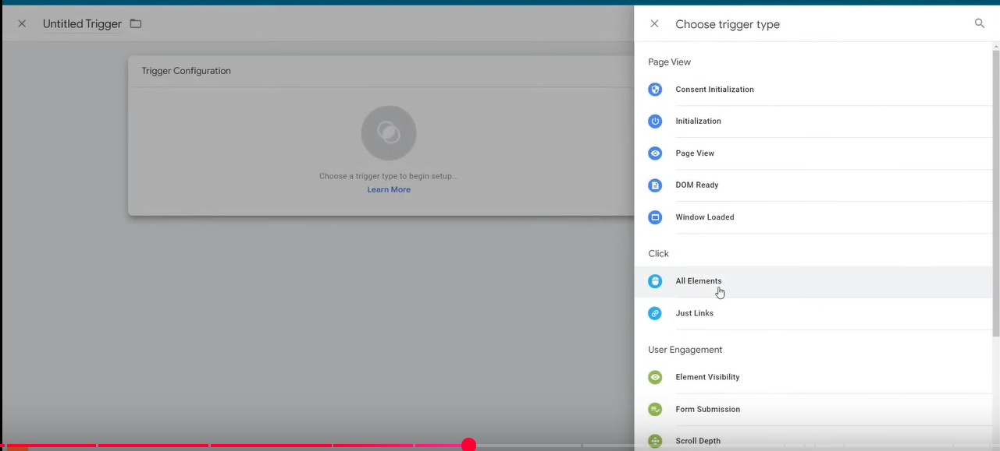 Untitled Trigger
Choose trigger type
Trigger Configuration
Choose a trigger type to begin setup...
Learn More
Page View
Consent Initialization
Initialization
Page View
DOM Ready
Window Loaded
Click
All Elements
Just Links
User Engagement
Element Visibility
Form Submission
Scroll Depth